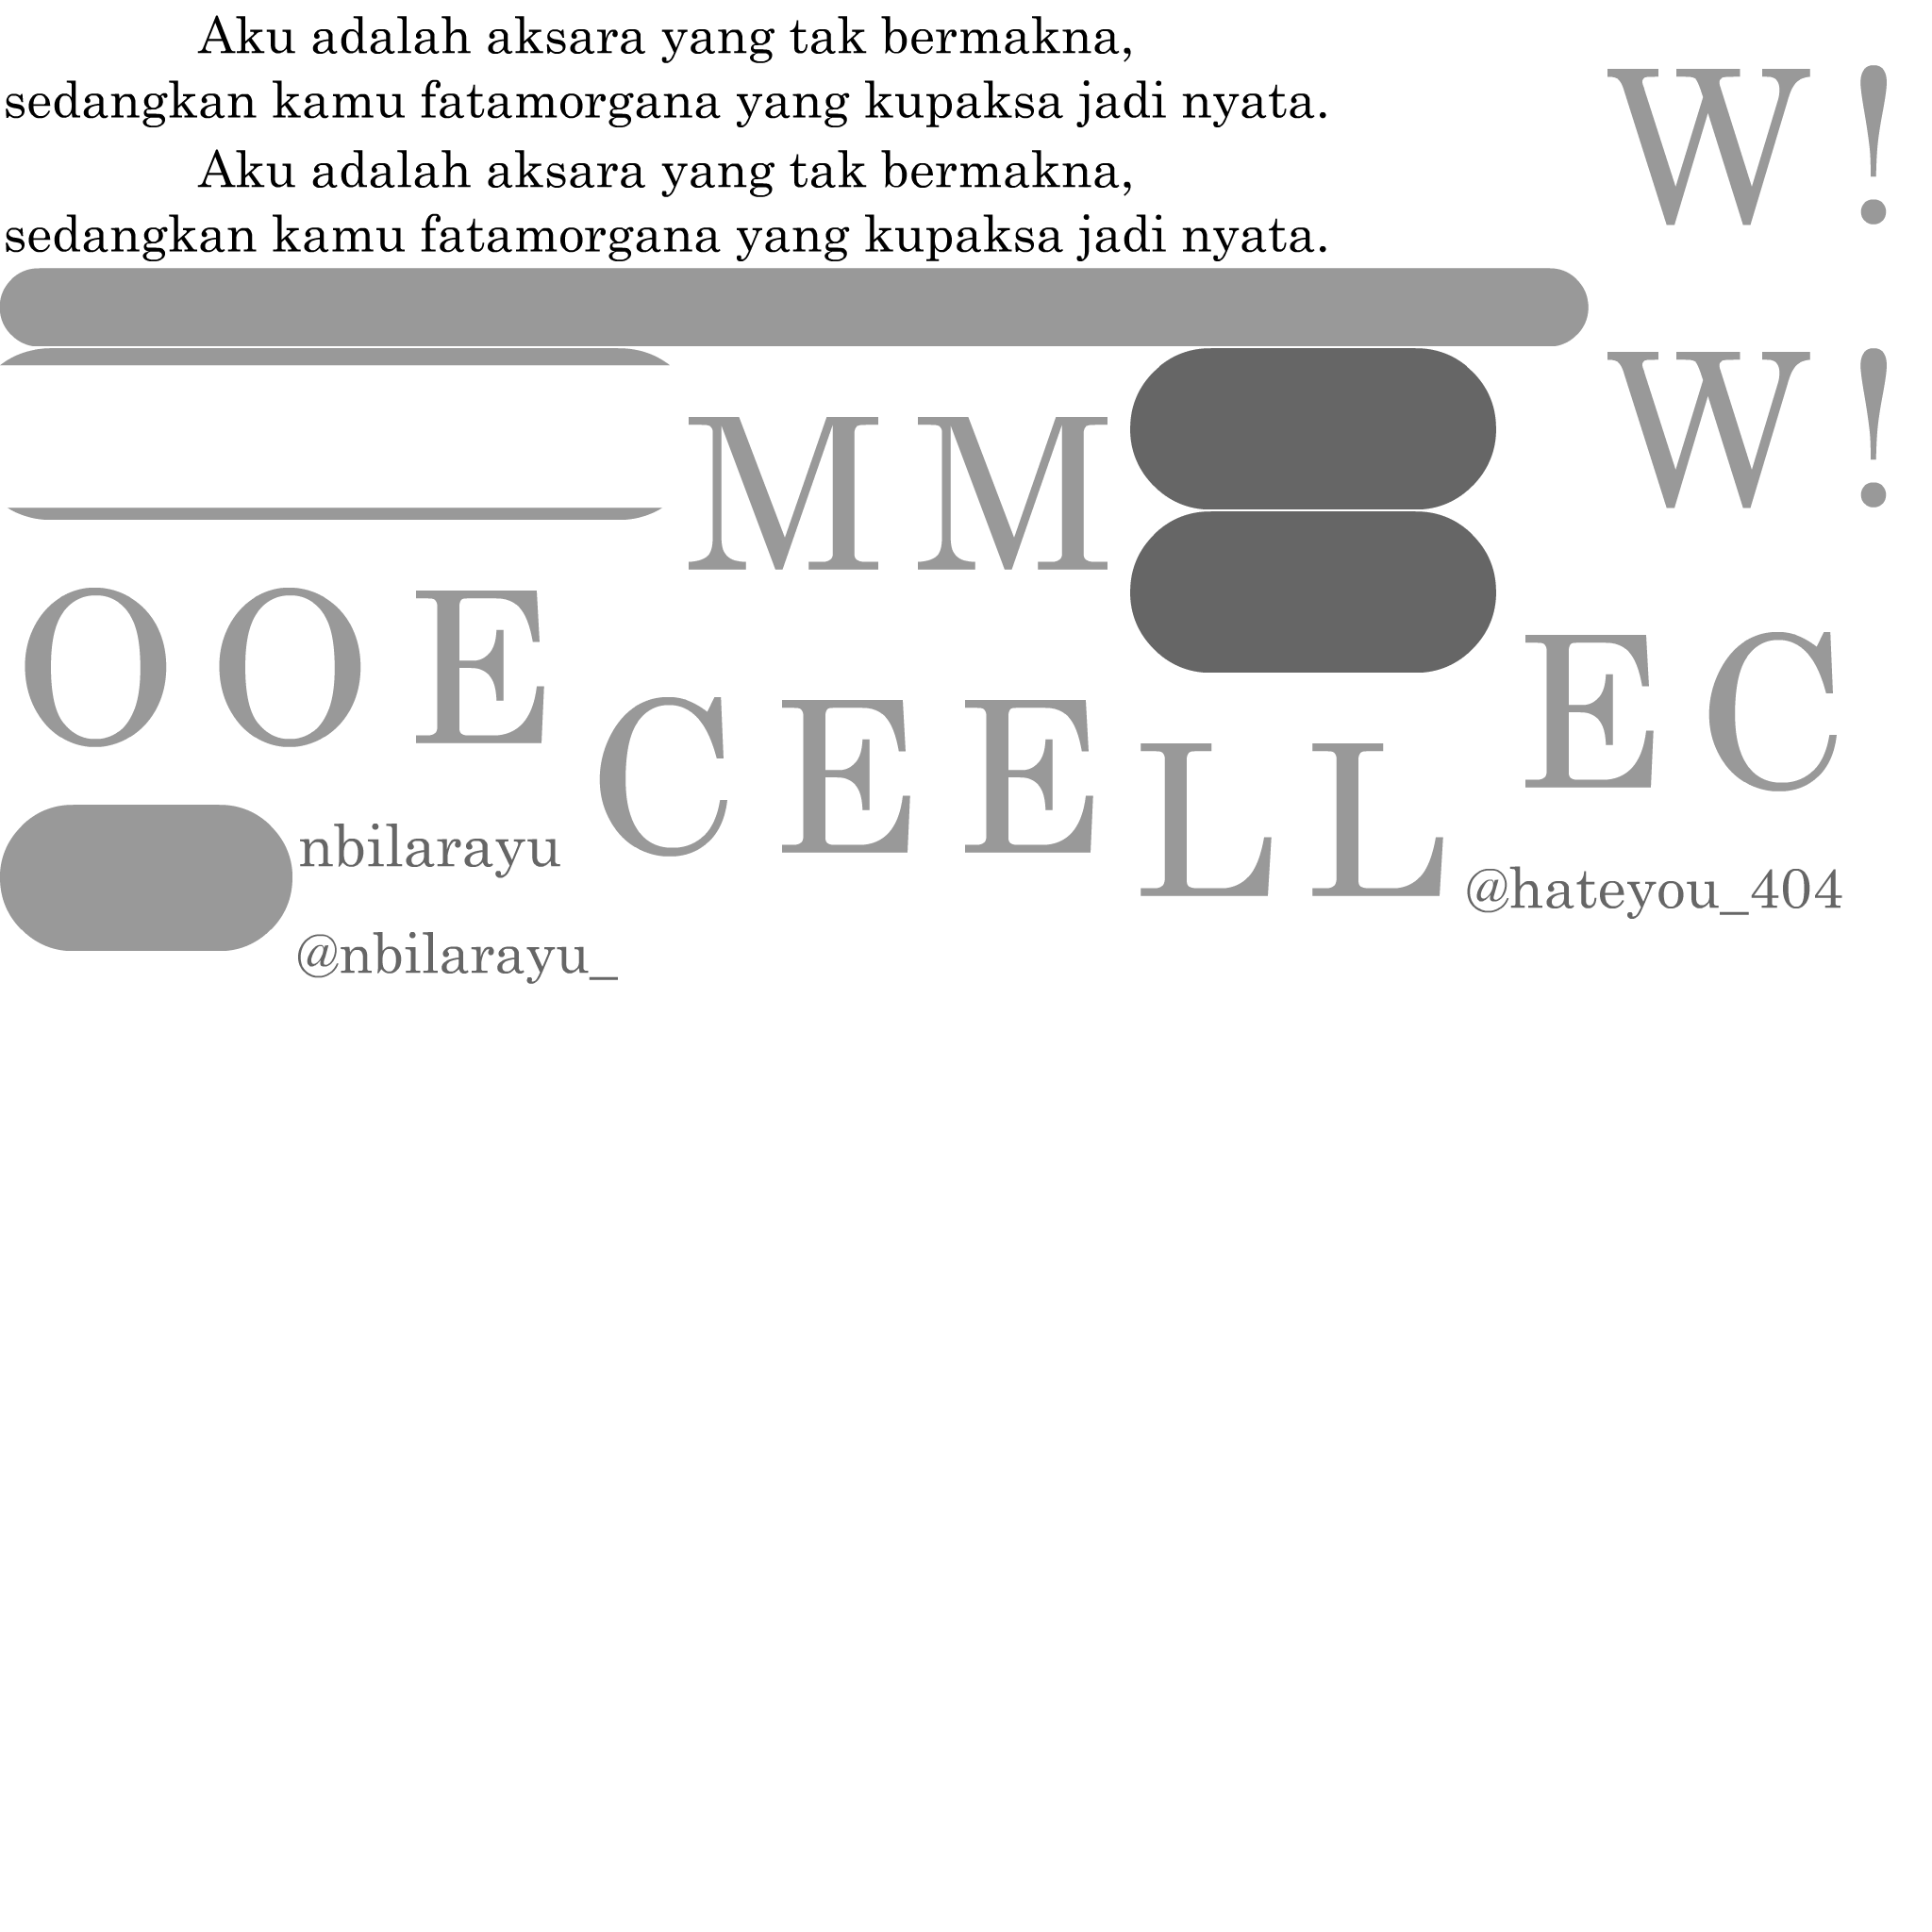 Aku adalah aksara yang tak bermakna,
sedangkan kamu fatamorgana yang kupaksa jadi nyata.
Aku adalah aksara yang tak bermakna,
sedangkan kamu fatamorgana yang kupaksa jadi nyata.
W !
W !
M M
O O E
C E E
L L
E C
nbilarayu
@nbilarayu_
@hateyou_404